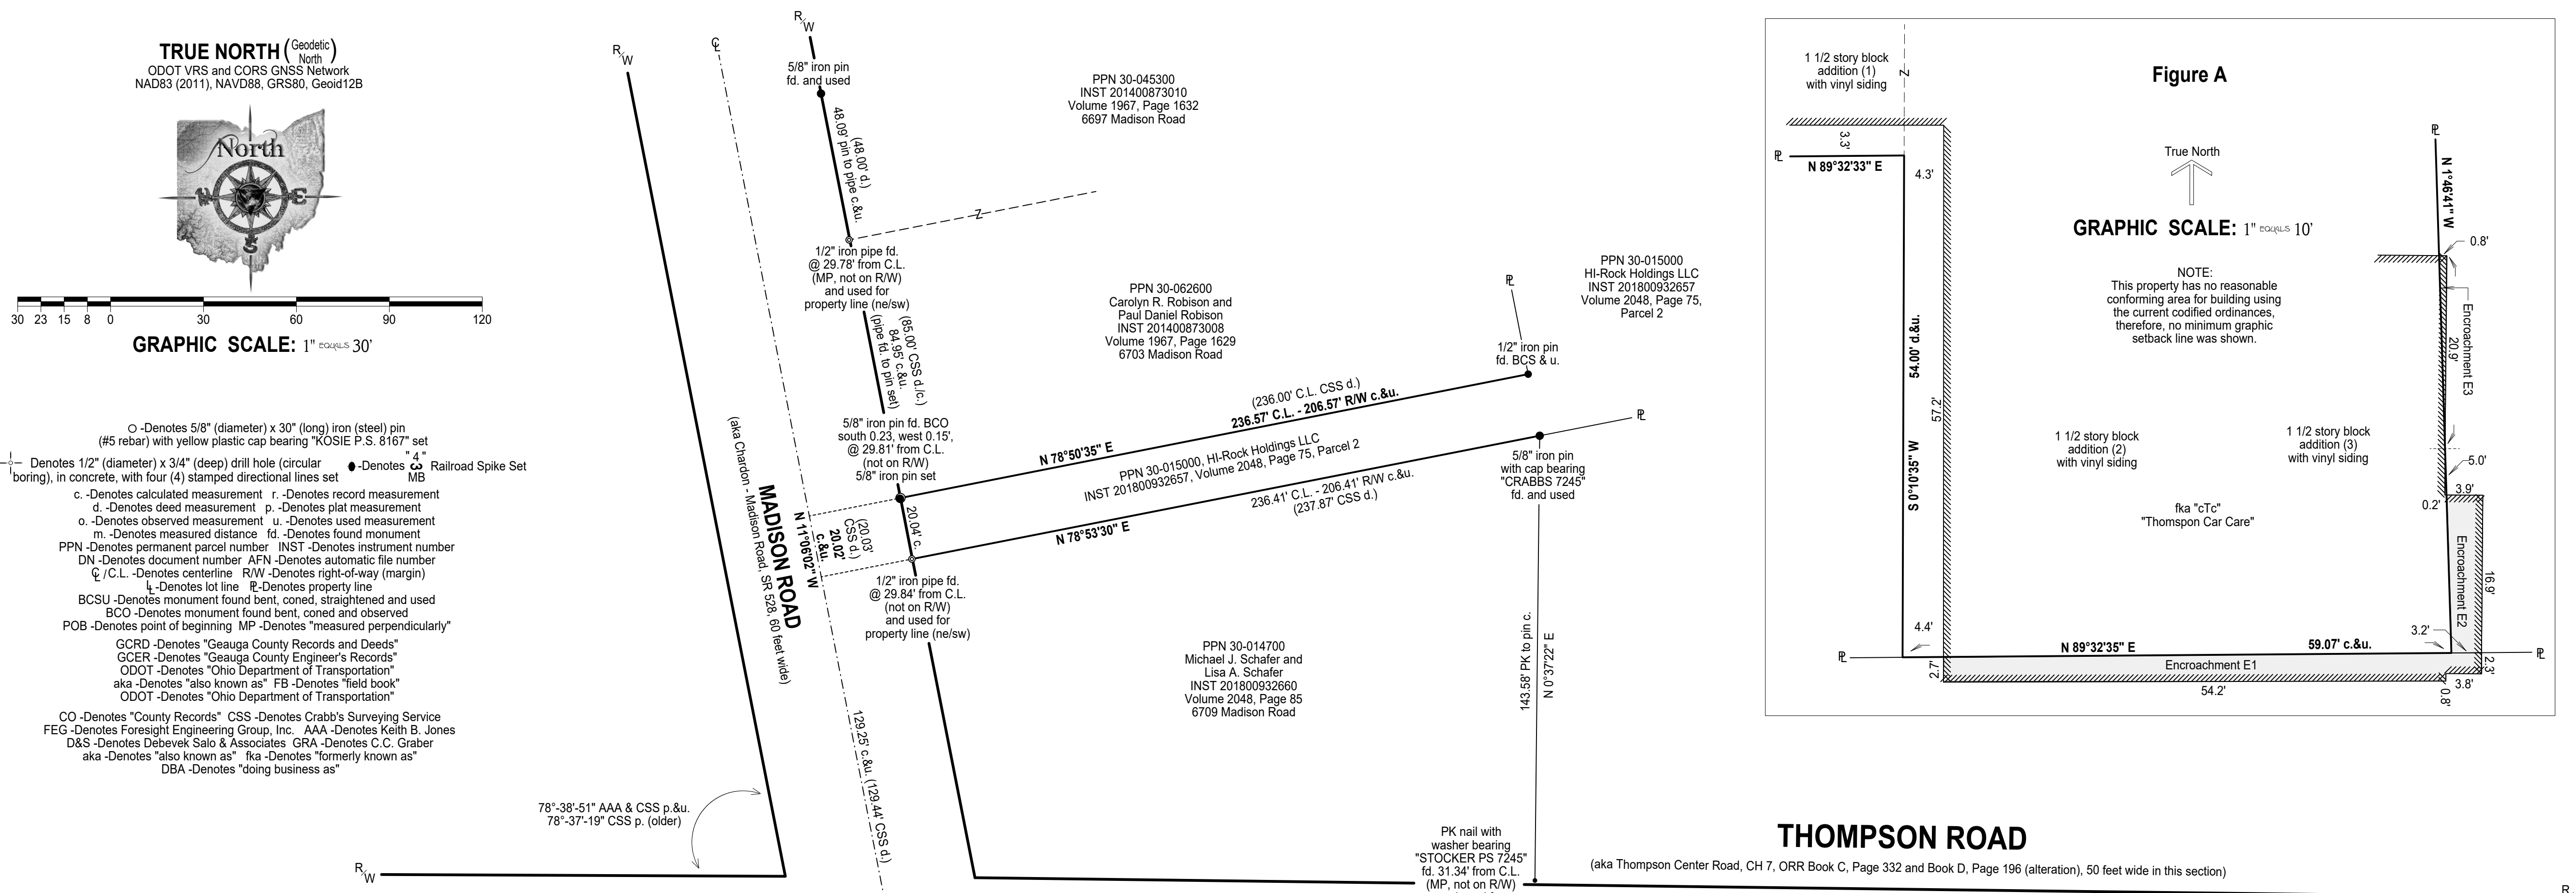 TRUE NORTH (Geodetic North)
ODOT VRS and CORS GNSS Network
NAD83 (2011), NAVD88, GRS80, Geoid12B
North
W
E
S
30 23 15 8 0 30 60 90 120
GRAPHIC SCALE: 1" EQUALS 30'
O -Denotes 5/8" (diameter) x 30" (long) iron (steel) pin
(#5 rebar) with yellow plastic cap bearing "KOSIE P.S. 8167" set
Denotes 1/2" (diameter) x 3/4" (deep) drill hole (circular
boring), in concrete, with four (4) stamped directional lines set
-Denotes "4" MB Railroad Spike Set
c. -Denotes calculated measurement r. -Denotes record measurement
d. -Denotes deed measurement p. -Denotes plat measurement
o. -Denotes observed measurement u. -Denotes used measurement
m. -Denotes measured distance fd. -Denotes found monument
PPN -Denotes permanent parcel number INST -Denotes instrument number
DN -Denotes document number AFN -Denotes automatic file number
℄ /C.L. -Denotes centerline R/W -Denotes right-of-way (margin)
LL-Denotes lot line PL-Denotes property line
BCSU -Denotes monument found bent, coned, straightened and used
BCO -Denotes monument found bent, coned and observed
POB -Denotes point of beginning MP -Denotes "measured perpendicularly"
GCRD -Denotes "Geauga County Records and Deeds"
GCER -Denotes "Geauga County Engineer's Records"
ODOT -Denotes "Ohio Department of Transportation"
aka -Denotes "also known as" FB -Denotes "field book"
ODOT -Denotes "Ohio Department of Transportation"
CO -Denotes "County Records" CSS -Denotes Crabb's Surveying Service
FEG -Denotes Foresight Engineering Group, Inc. AAA -Denotes Keith B. Jones
D&S -Denotes Debevek Salo & Associates GRA -Denotes C.C. Graber
aka -Denotes "also known as" fka -Denotes "formerly known as"
DBA -Denotes "doing business as"
R/W
℄
R/W
5/8" iron pin
fd. and used
(48.00' d.)
48.09' pin to pipe c.&u.
Z
1/2" iron pipe fd.
@ 29.78' from C.L.
(MP, not on R/W)
and used for
property line (ne/sw)
(85.00' CSS d./c.)
84.95' c.&u.
(pipe fd. to pin set)
5/8" iron pin fd. BCO
south 0.23, west 0.15',
@ 29.81' from C.L.
(not on R/W)
5/8" iron pin set
20.04' c.
(20.03'
CSS d.)
20.02'
c.&u.
N 11°06'02" W
MADISON ROAD
(aka Chardon - Madison Road, SR 528, 60 feet wide)
1/2" iron pipe fd.
@ 29.84' from C.L.
(not on R/W)
and used for
property line (ne/sw)
129.25' c.&u. (129.44' CSS d.)
78°-38'-51" AAA & CSS p.&u.
78°-37'-19" CSS p. (older)
R/W
PPN 30-045300
INST 201400873010
Volume 1967, Page 1632
6697 Madison Road
PPN 30-062600
Carolyn R. Robison and
Paul Daniel Robison
INST 201400873008
Volume 1967, Page 1629
6703 Madison Road
PPN 30-015000
HI-Rock Holdings LLC
INST 201800932657
Volume 2048, Page 75,
Parcel 2
PL
1/2" iron pin
fd. BCS & u.
(236.00' C.L. CSS d.)
236.57' C.L. - 206.57' R/W c.&u.
N 78°50'35" E
PPN 30-015000, HI-Rock Holdings LLC
INST 201800932657, Volume 2048, Page 75, Parcel 2
236.41' C.L. - 206.41' R/W c.&u.
(237.87' CSS d.)
N 78°53'30" E
PL
5/8" iron pin
with cap bearing
"CRABBS 7245"
fd. and used
143.58' PK to pin c.
N 0°37'22" E
PPN 30-014700
Michael J. Schafer and
Lisa A. Schafer
INST 201800932660
Volume 2048, Page 85
6709 Madison Road
PK nail with
washer bearing
"STOCKER PS 7245"
fd. 31.34' from C.L.
(MP, not on R/W)
THOMPSON ROAD
(aka Thompson Center Road, CH 7, ORR Book C, Page 332 and Book D, Page 196 (alteration), 50 feet wide in this section)
R
1 1/2 story block
addition (1)
with vinyl siding
Z
Figure A
3.3'
PL
N 89°32'33" E
4.3'
True North
GRAPHIC SCALE: 1" EQUALS 10'
NOTE:
This property has no reasonable
conforming area for building using
the current codified ordinances,
therefore, no minimum graphic
setback line was shown.
PL
N 1°46'41" W
0.8'
Encroachment E3
20.9'
54.00' d.&u.
57.2'
S 0°10'35" W
1 1/2 story block
addition (2)
with vinyl siding
1 1/2 story block
addition (3)
with vinyl siding
5.0'
3.9'
0.2'
fka "cTc"
"Thomspon Car Care"
Encroachment E2
16.9'
4.4'
3.2'
PL
N 89°32'35" E
59.07' c.&u.
PL
2.7'
Encroachment E1
2.3'
54.2'
3.8'
0.8'